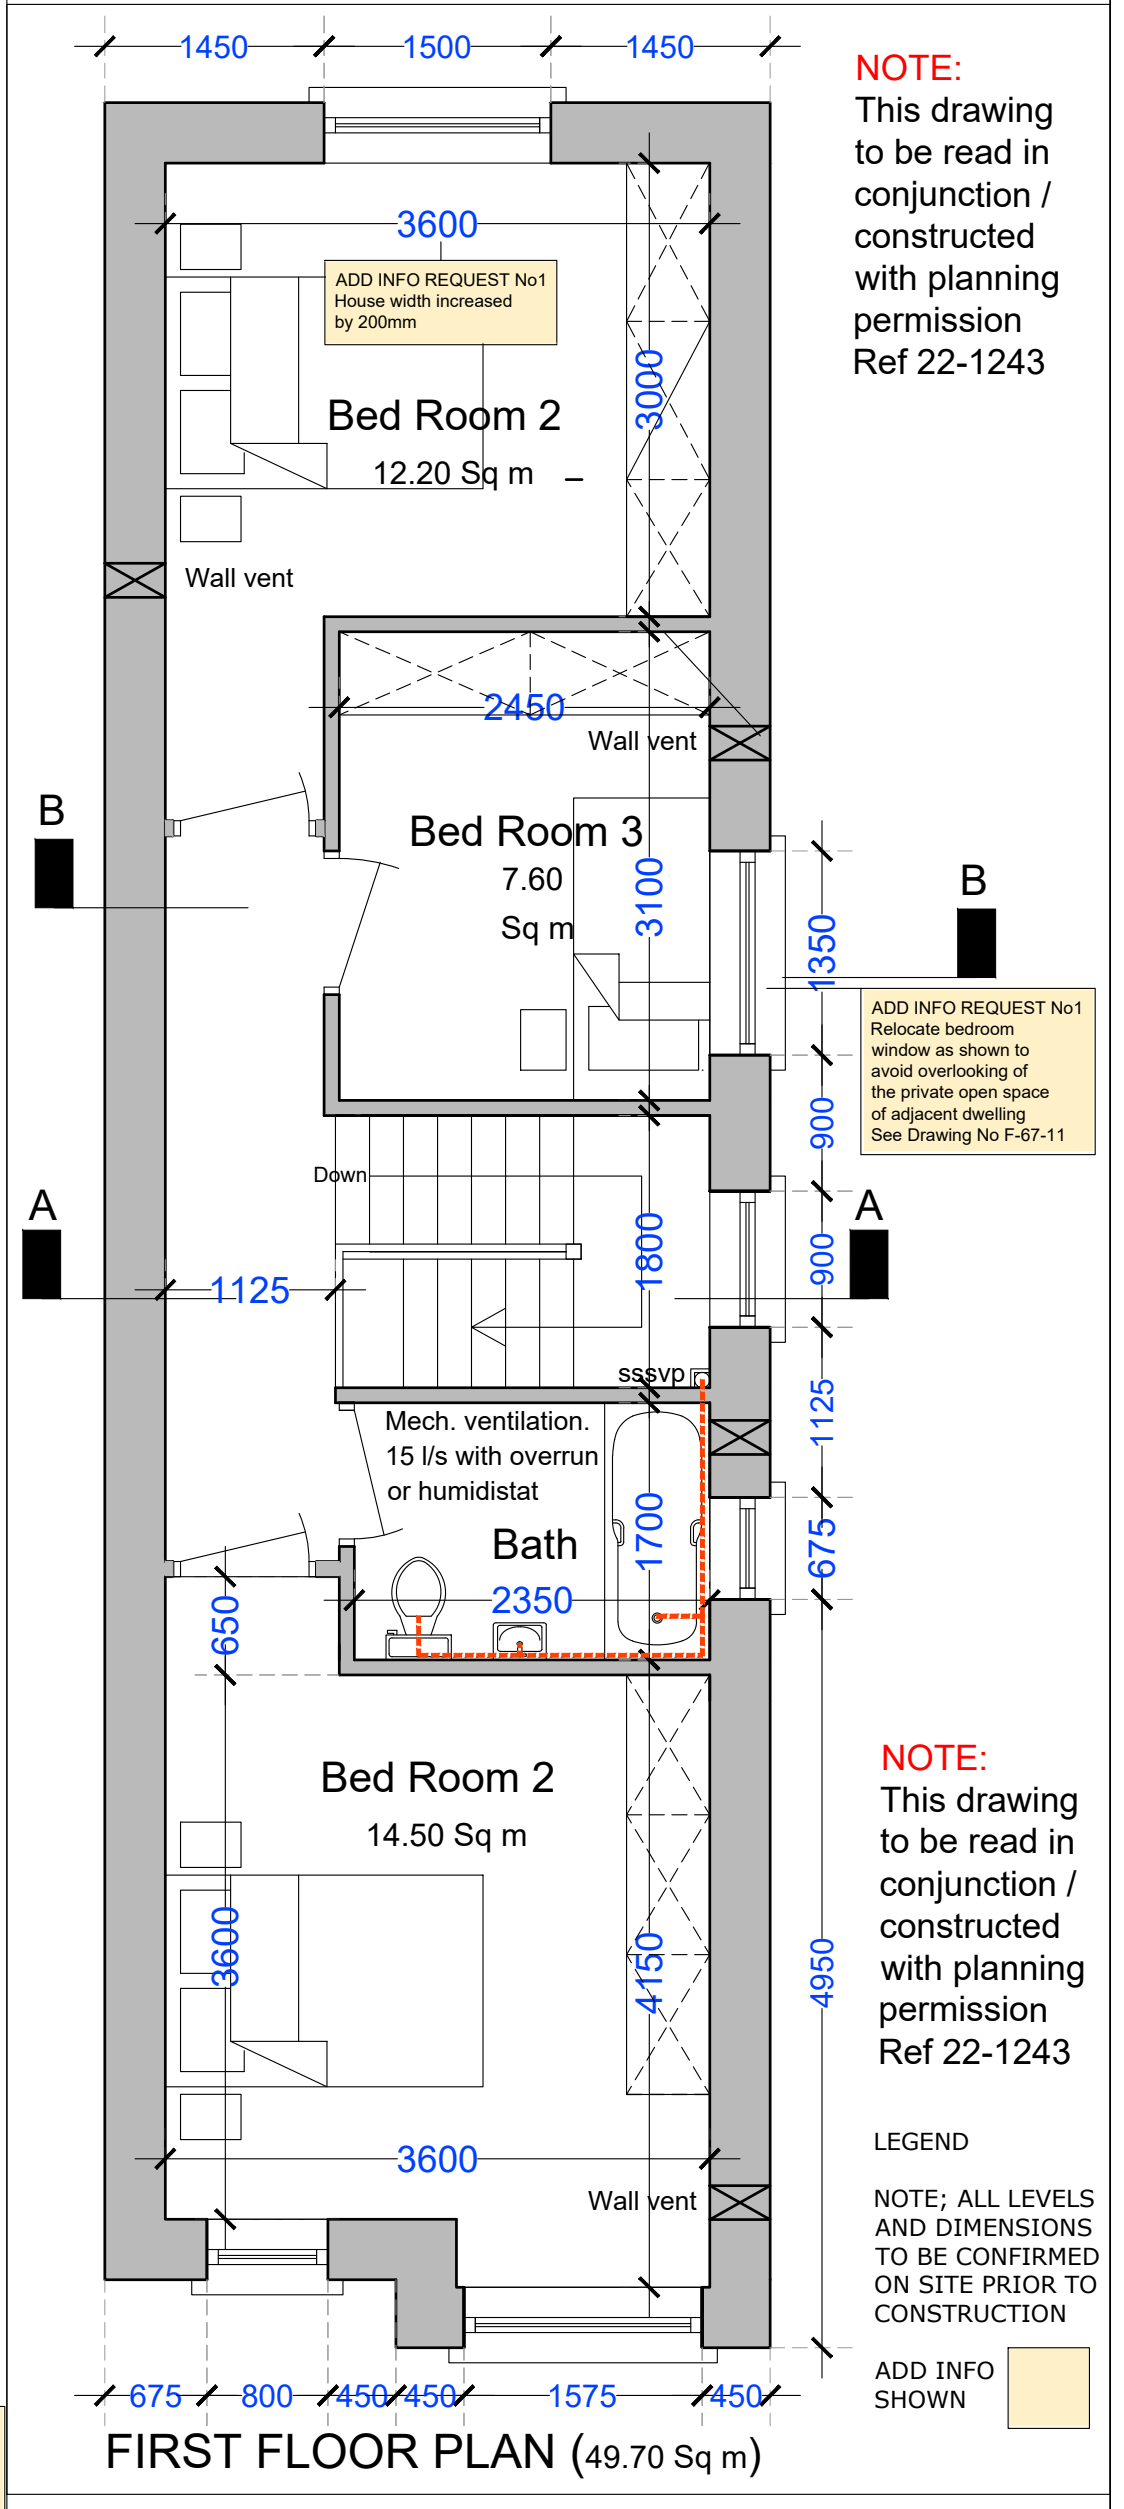 1450 1500 1450
NOTE:
This drawing
to be read in
conjunction /
constructed
with planning
permission
Ref 22-1243
3600
ADD INFO REQUEST No1
House width increased
by 200mm
3000
Bed Room 2
12.20 Sq m
Wall vent
2450
Wall vent
B
Bed Room 3
7.60
Sq m
3100
1350
B
ADD INFO REQUEST No1
Relocate bedroom
window as shown to
avoid overlooking of
the private open space
of adjacent dwelling
See Drawing No F-67-11
900
Down
A
A
1800
900
1125
sssvp
1125
Mech. ventilation.
15 l/s with overrun
or humidistat
1700
Bath
675
2350
650
Bed Room 2
14.50 Sq m
3600
4150
4950
NOTE:
This drawing
to be read in
conjunction /
constructed
with planning
permission
Ref 22-1243
3600
Wall vent
LEGEND
NOTE; ALL LEVELS
AND DIMENSIONS
TO BE CONFIRMED
ON SITE PRIOR TO
CONSTRUCTION
ADD INFO
SHOWN
675 800 450 450 1575 450
FIRST FLOOR PLAN (49.70 Sq m)